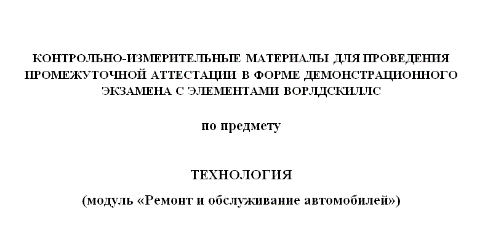 КОНТРОЛЬНО-ИЗМЕРИТЕЛЬНЫЕ МАТЕРИАЛЫ ДЛЯ ПРОВЕДЕНИЯ
ПРОМЕЖУТОЧНОЙ АТТЕСТАЦИИ В ФОРМЕ ДЕМОНСТРАЦИОННОГО
ЭКЗАМЕНА С ЭЛЕМЕНТАМИ ВОРЛДСКИЛЛС
по предмету
ТЕХНОЛОГИЯ
(модуль «Ремонт и обслуживание автомобилей»)